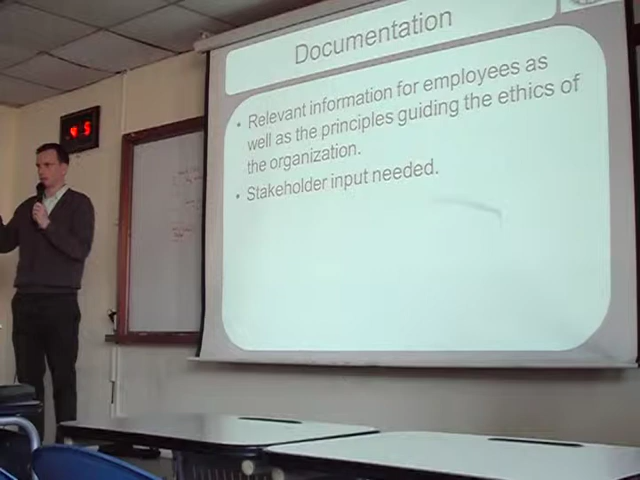 Documentation
• Relevant information for employees as
well as the principles guiding the ethics of
the organization.
• Stakeholder input needed.